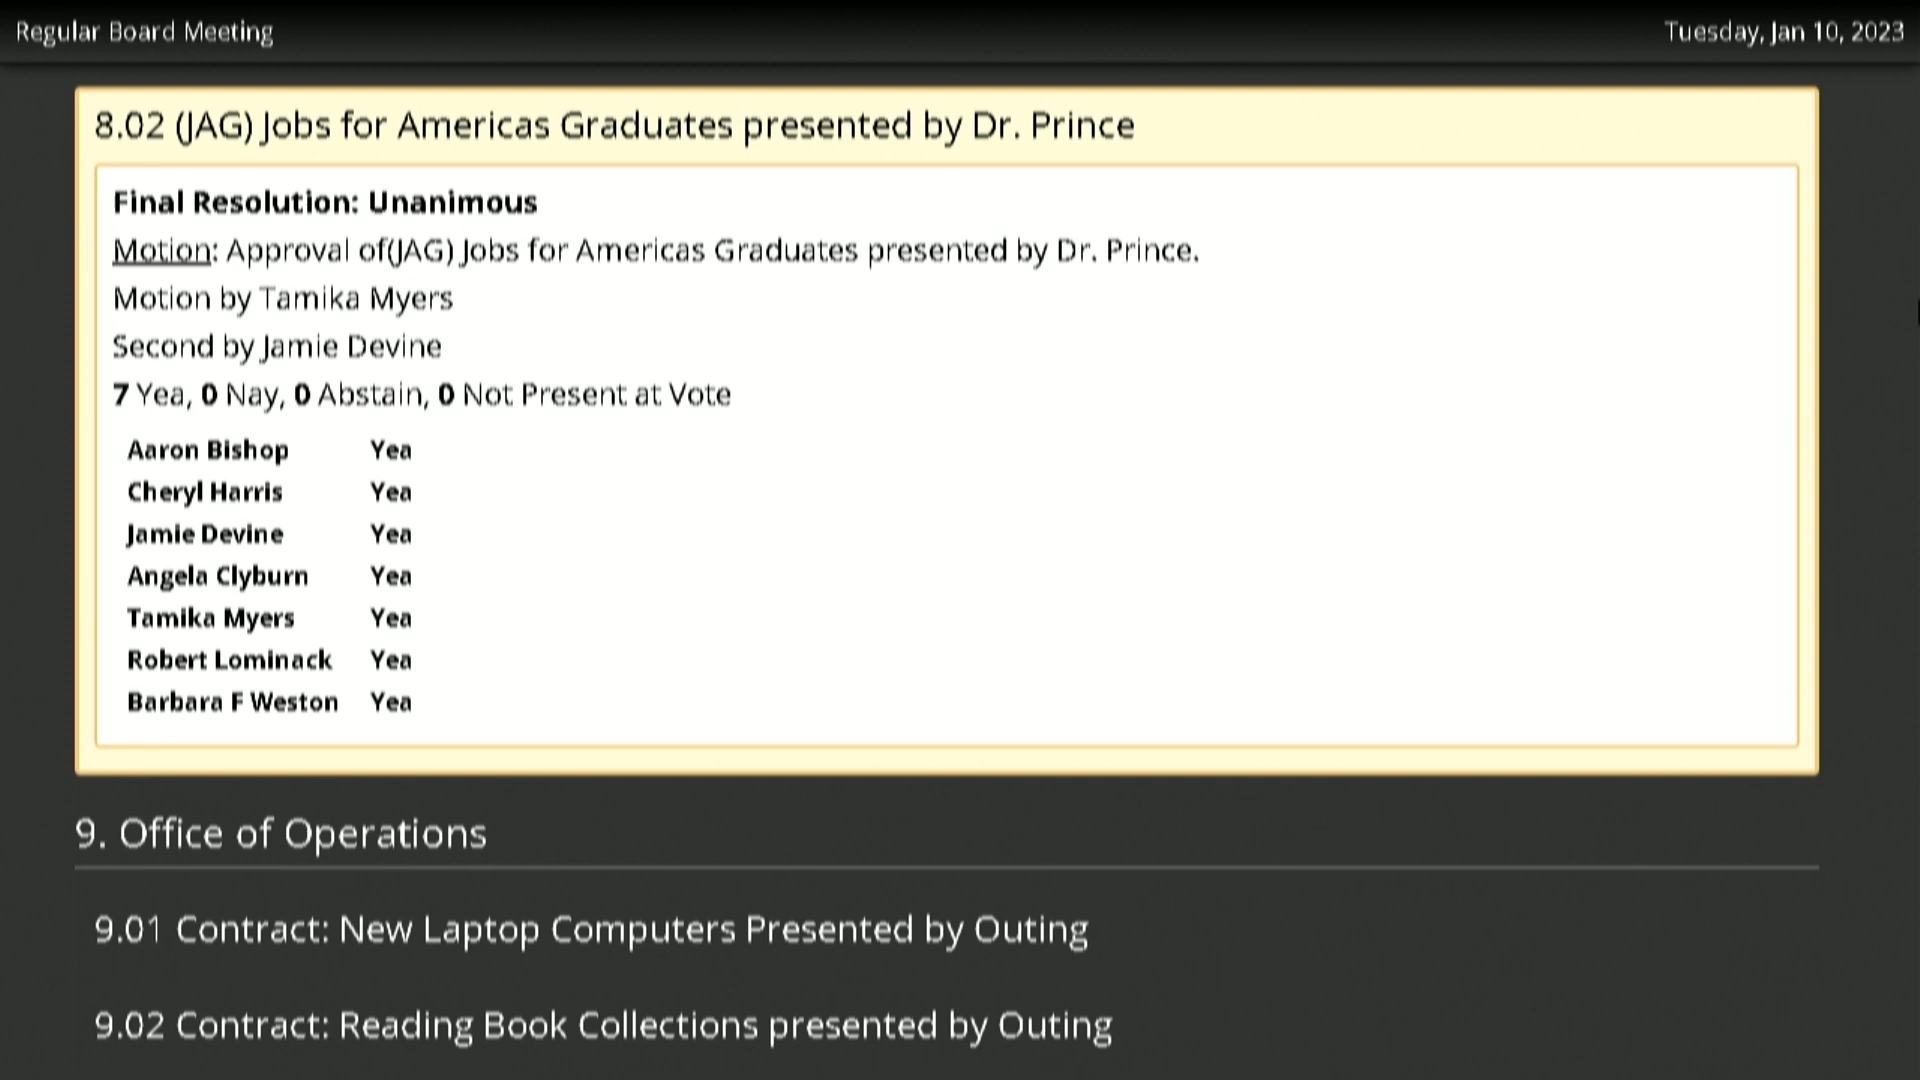 Regular Board Meeting
Tuesday, Jan 10, 2023
8.02 (JAG) Jobs for Americas Graduates presented by Dr. Prince
Final Resolution: Unanimous
Motion: Approval of(JAG) Jobs for Americas Graduates presented by Dr. Prince.
Motion by Tamika Myers
Second by Jamie Devine
7 Yea, 0 Nay, 0 Abstain, 0 Not Present at Vote
Aaron Bishop Yea
Cheryl Harris Yea
Jamie Devine Yea
Angela Clyburn Yea
Tamika Myers Yea
Robert Lominack Yea
Barbara F Weston Yea
9. Office of Operations
9.01 Contract: New Laptop Computers Presented by Outing
9.02 Contract: Reading Book Collections presented by Outing